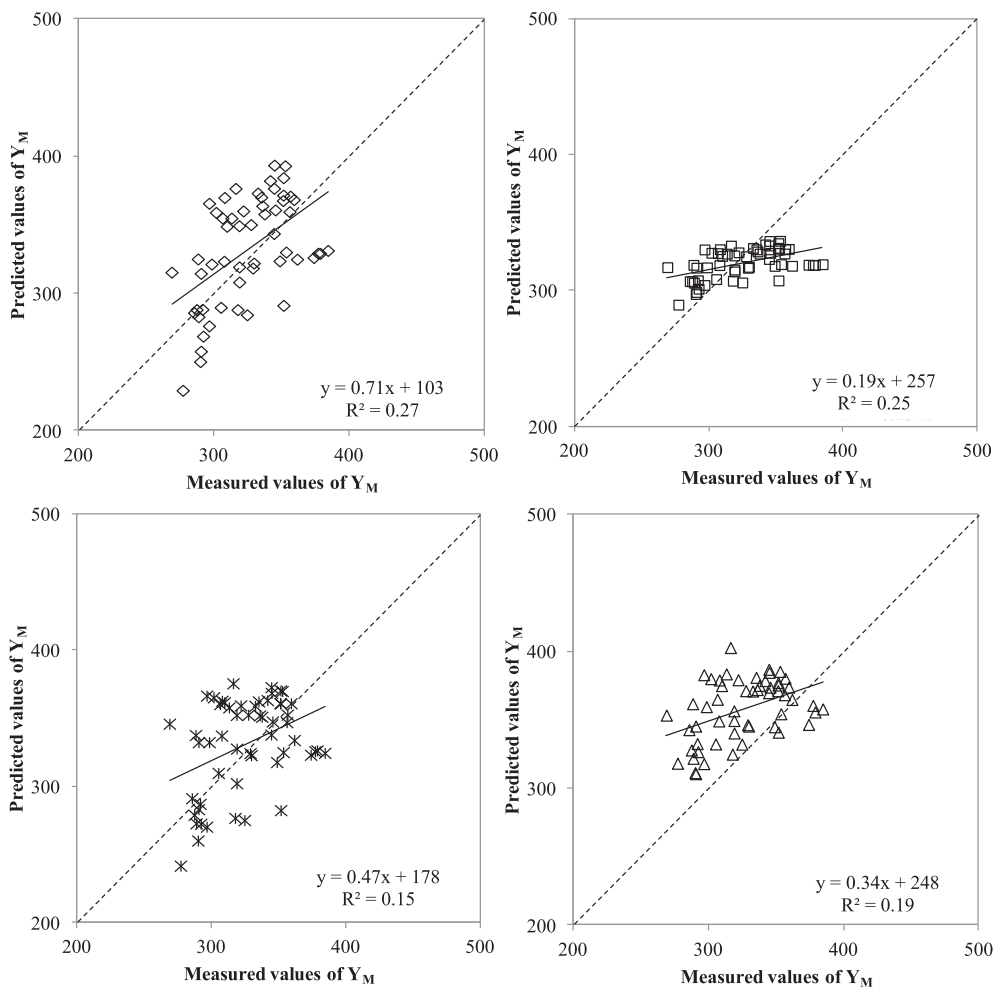 500
400
300
200
Predicted values of YM
y = 0.71x + 103
R² = 0.27
200 300 400 500
Measured values of YM
500
400
300
200
Predicted values of YM
y = 0.19x + 257
R² = 0.25
200 300 400 500
Measured values of YM
500
400
300
200
Predicted values of YM
y = 0.47x + 178
R² = 0.15
200 300 400 500
Measured values of YM
500
400
300
200
Predicted values of YM
y = 0.34x + 248
R² = 0.19
200 300 400 500
Measured values of YM